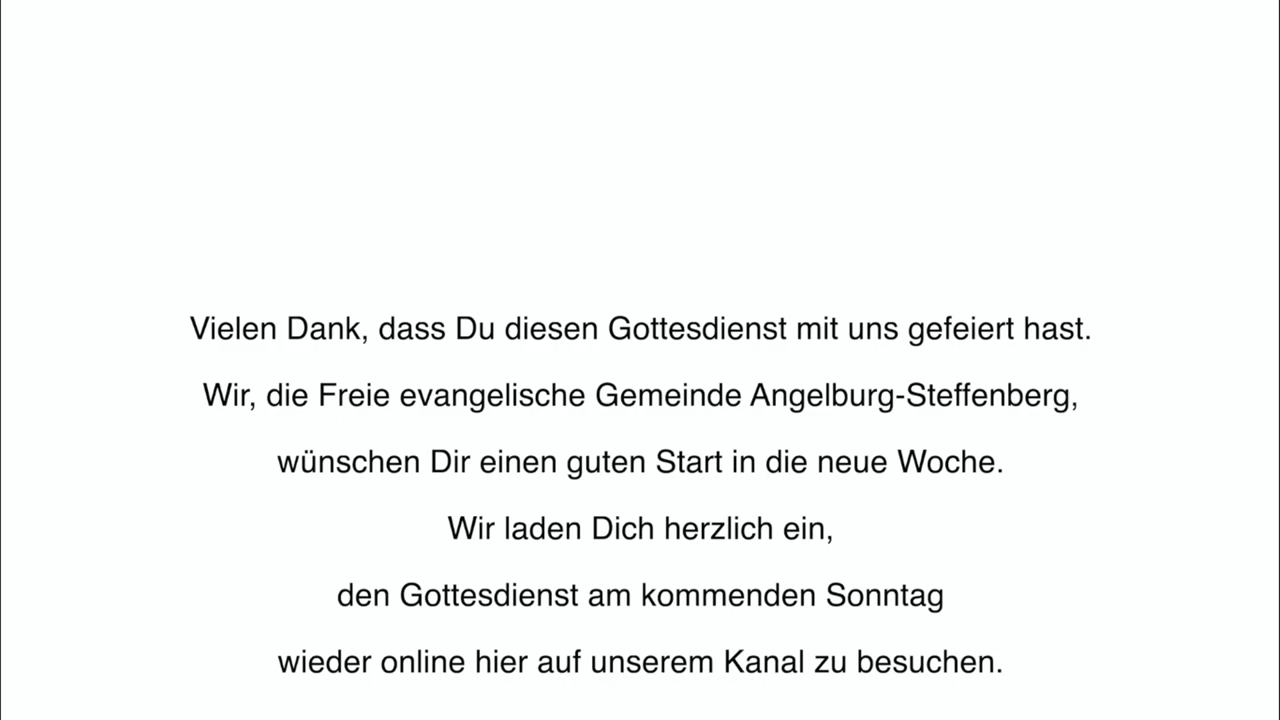 Vielen Dank, dass Du diesen Gottesdienst mit uns gefeiert hast.
Wir, die Freie evangelische Gemeinde Angelburg-Steffenberg,
wünschen Dir einen guten Start in die neue Woche.
Wir laden Dich herzlich ein,
den Gottesdienst am kommenden Sonntag
wieder online hier auf unserem Kanal zu besuchen.